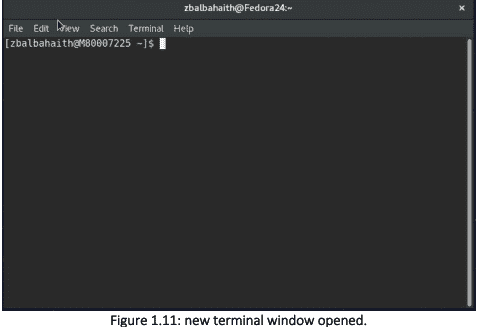 zbalbahaith@Fedora24:~
File Edit View Search Terminal Help
[zbalbahaith@M80007225 ~]$
Figure 1.11: new terminal window opened.